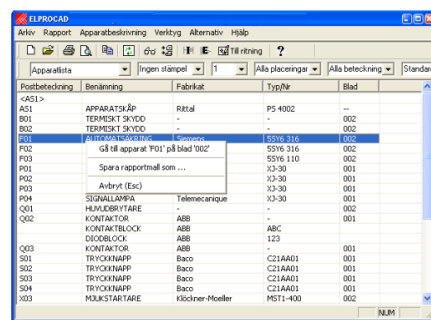 ELPROCAD
Arkiv Rapport Apparatbeskrivning Verktyg Alternativ Hjälp
Till ritning ?
Apparatlista Ingen stämpel 1 Alla placeringar Alla beteckning Standar
Postbeteckning Benämning Fabrikat Typ/Nr Blad
<AS1>
AS1 APPARATSKÅP Rittal PS 4002 --
B01 TERMISKT SKYDD - - 002
B02 TERMISKT SKYDD - - 002
F01 AUTOMATSÄKRING Siemens 5SY6 316 002
F02 5SY6 316 002
Gå till apparat 'F01' på blad '002'
F03 5SY6 110 002
P01 XJ-30 001
Spara rapportmall som ...
P02 XJ-30 001
P03 XJ-30 001
Avbryt (Esc)
P04 SIGNALLAMPA Telemecanique XJ-30 001
Q01 HUVUDBRYTARE - - 002
Q02 KONTAKTOR ABB - 001
KONTAKTBLOCK ABB ABC
DIODBLOCK ABB 123
Q03 KONTAKTOR ABB - 001
S01 TRYCKKNAPP Baco C21AA01 001
S02 TRYCKKNAPP Baco C21AA01 001
S03 TRYCKKNAPP Baco C21AA01 001
S04 TRYCKKNAPP Baco C21AA01 001
X03 MJUKSTARTARE Klöckner-Moeller MST1-400 002
NUM